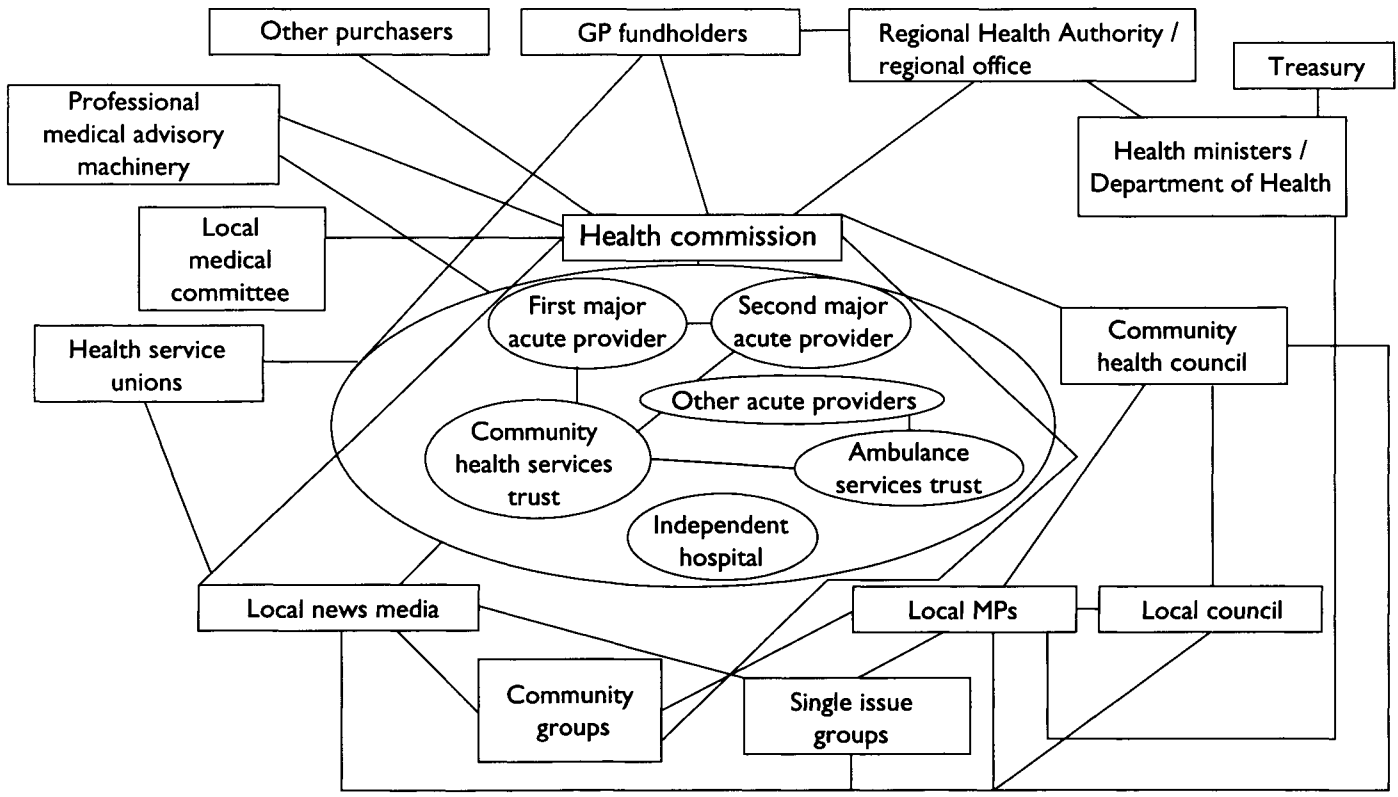 Other purchasers
GP fundholders
Regional Health Authority /
regional office
Treasury
Professional
medical advisory
machinery
Health ministers /
Department of Health
Local
medical
committee
Health commission
First major
acute provider
Second major
acute provider
Community
health council
Health service
unions
Other acute providers
Community
health services
trust
Ambulance
services trust
Independent
hospital
Local news media
Local MPs
Local council
Community
groups
Single issue
groups